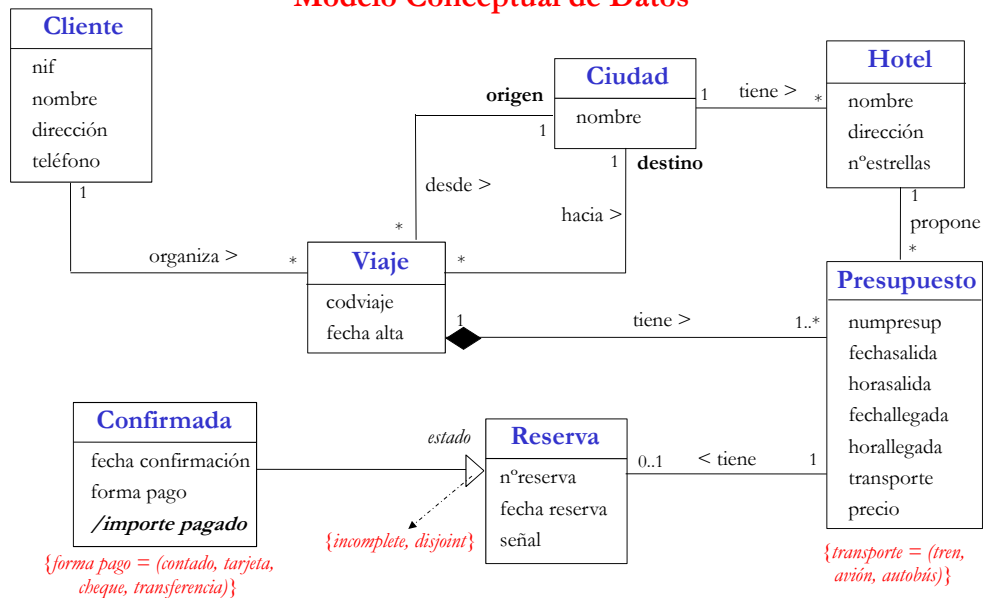 Modelo Conceptual de Datos
Cliente
nif
nombre
dirección
teléfono
1
organiza >
*
Ciudad
nombre
origen
1
desde >
*
1
destino
hacia >
*
1
tiene >
*
Hotel
nombre
dirección
nºestrellas
1
propone
*
Viaje
codviaje
fecha alta
1
tiene >
1..*
Presupuesto
numpresup
fechasalida
horasalida
fechallegada
horallegada
transporte
precio
{transporte = (tren,
avión, autobús)}
Confirmada
fecha confirmación
forma pago
/importe pagado
{forma pago = (contado, tarjeta,
cheque, transferencia)}
estado
{incomplete, disjoint}
Reserva
nºreserva
fecha reserva
señal
0..1
< tiene
1